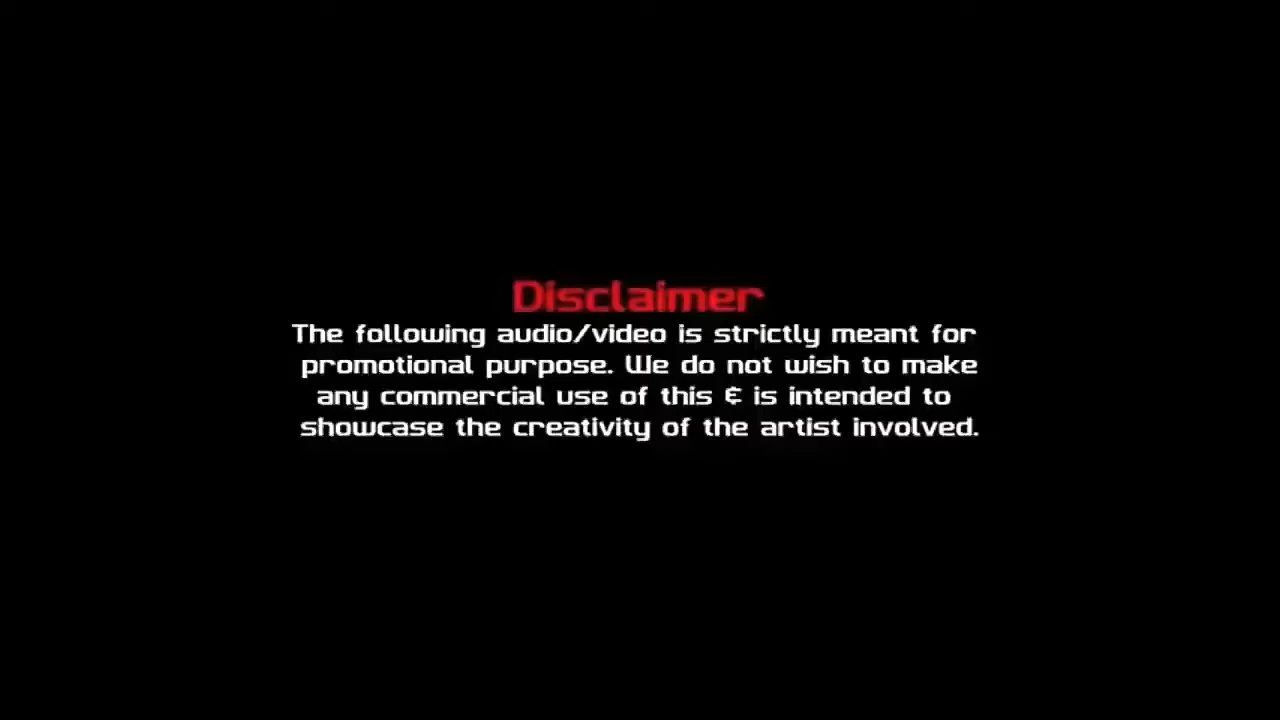 Disclaimer
The following audio/video is strictly meant for
promotional purpose. We do not wish to make
any commercial use of this & is intended to
showcase the creativity of the artist involved.